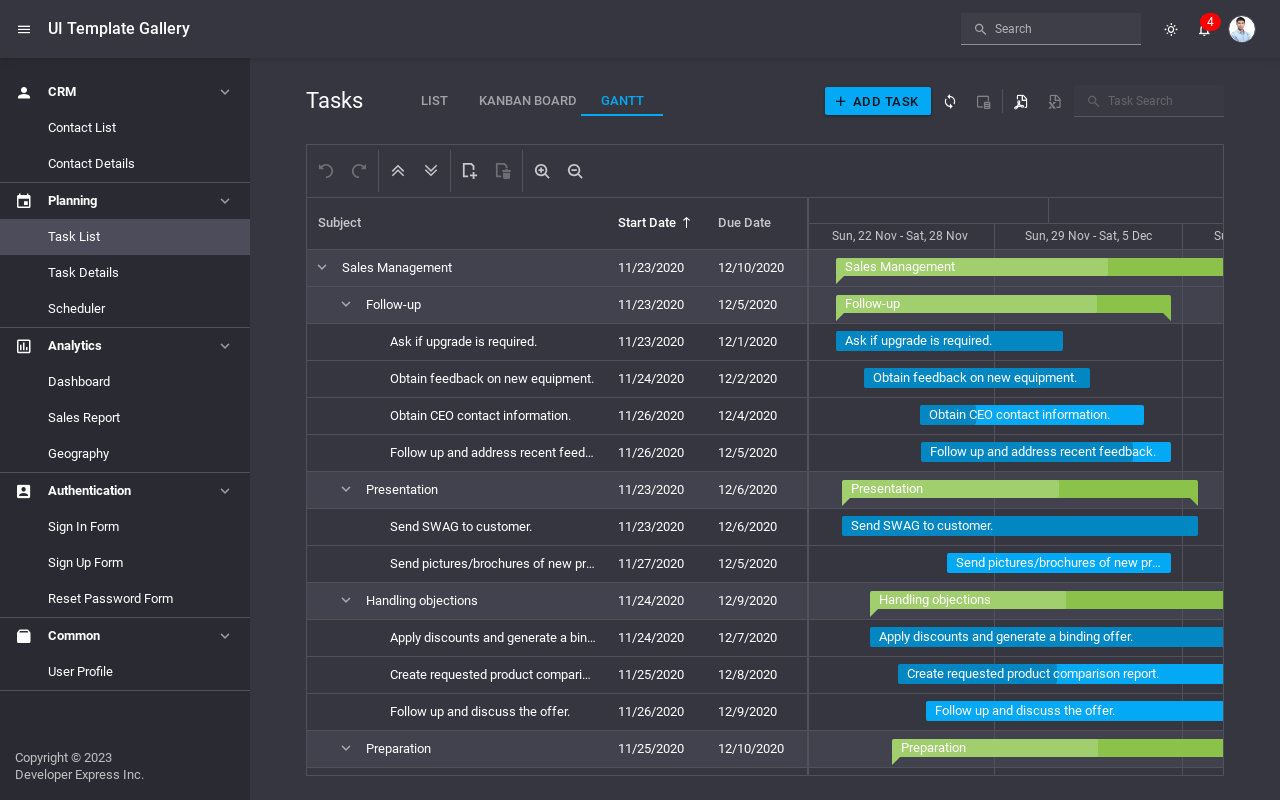 UI Template Gallery
Search
4
CRM
Contact List
Contact Details
Planning
Task List
Task Details
Scheduler
Analytics
Dashboard
Sales Report
Geography
Authentication
Sign In Form
Sign Up Form
Reset Password Form
Common
User Profile
Copyright © 2023
Developer Express Inc.
Tasks
LIST
KANBAN BOARD
GANTT
ADD TASK
Task Search
Subject
Start Date
Due Date
Sun, 22 Nov - Sat, 28 Nov
Sun, 29 Nov - Sat, 5 Dec
Sales Management 11/23/2020 12/10/2020 Sales Management
Follow-up 11/23/2020 12/5/2020 Follow-up
Ask if upgrade is required. 11/23/2020 12/1/2020 Ask if upgrade is required.
Obtain feedback on new equipment. 11/24/2020 12/2/2020 Obtain feedback on new equipment.
Obtain CEO contact information. 11/26/2020 12/4/2020 Obtain CEO contact information.
Follow up and address recent feed... 11/26/2020 12/5/2020 Follow up and address recent feedback.
Presentation 11/23/2020 12/6/2020 Presentation
Send SWAG to customer. 11/23/2020 12/6/2020 Send SWAG to customer.
Send pictures/brochures of new pr... 11/27/2020 12/5/2020 Send pictures/brochures of new pr...
Handling objections 11/24/2020 12/9/2020 Handling objections
Apply discounts and generate a bin... 11/24/2020 12/7/2020 Apply discounts and generate a binding offer.
Create requested product compari... 11/25/2020 12/8/2020 Create requested product comparison report.
Follow up and discuss the offer. 11/26/2020 12/9/2020 Follow up and discuss the offer.
Preparation 11/25/2020 12/10/2020 Preparation